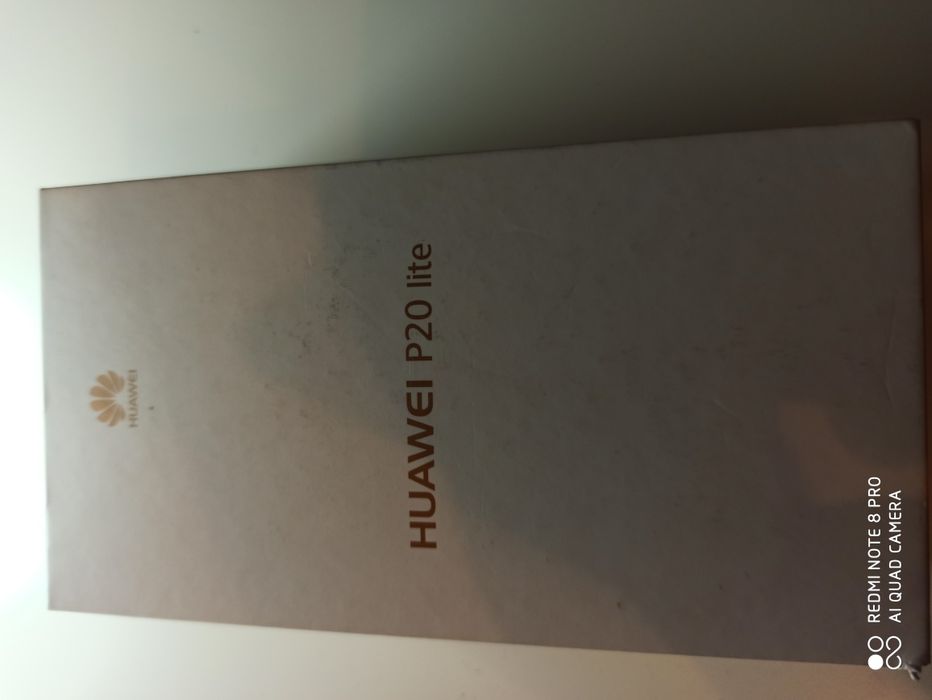 HUAWEI
HUAWEI P20 lite
REDMI NOTE 8 PRO
AI QUAD CAMERA